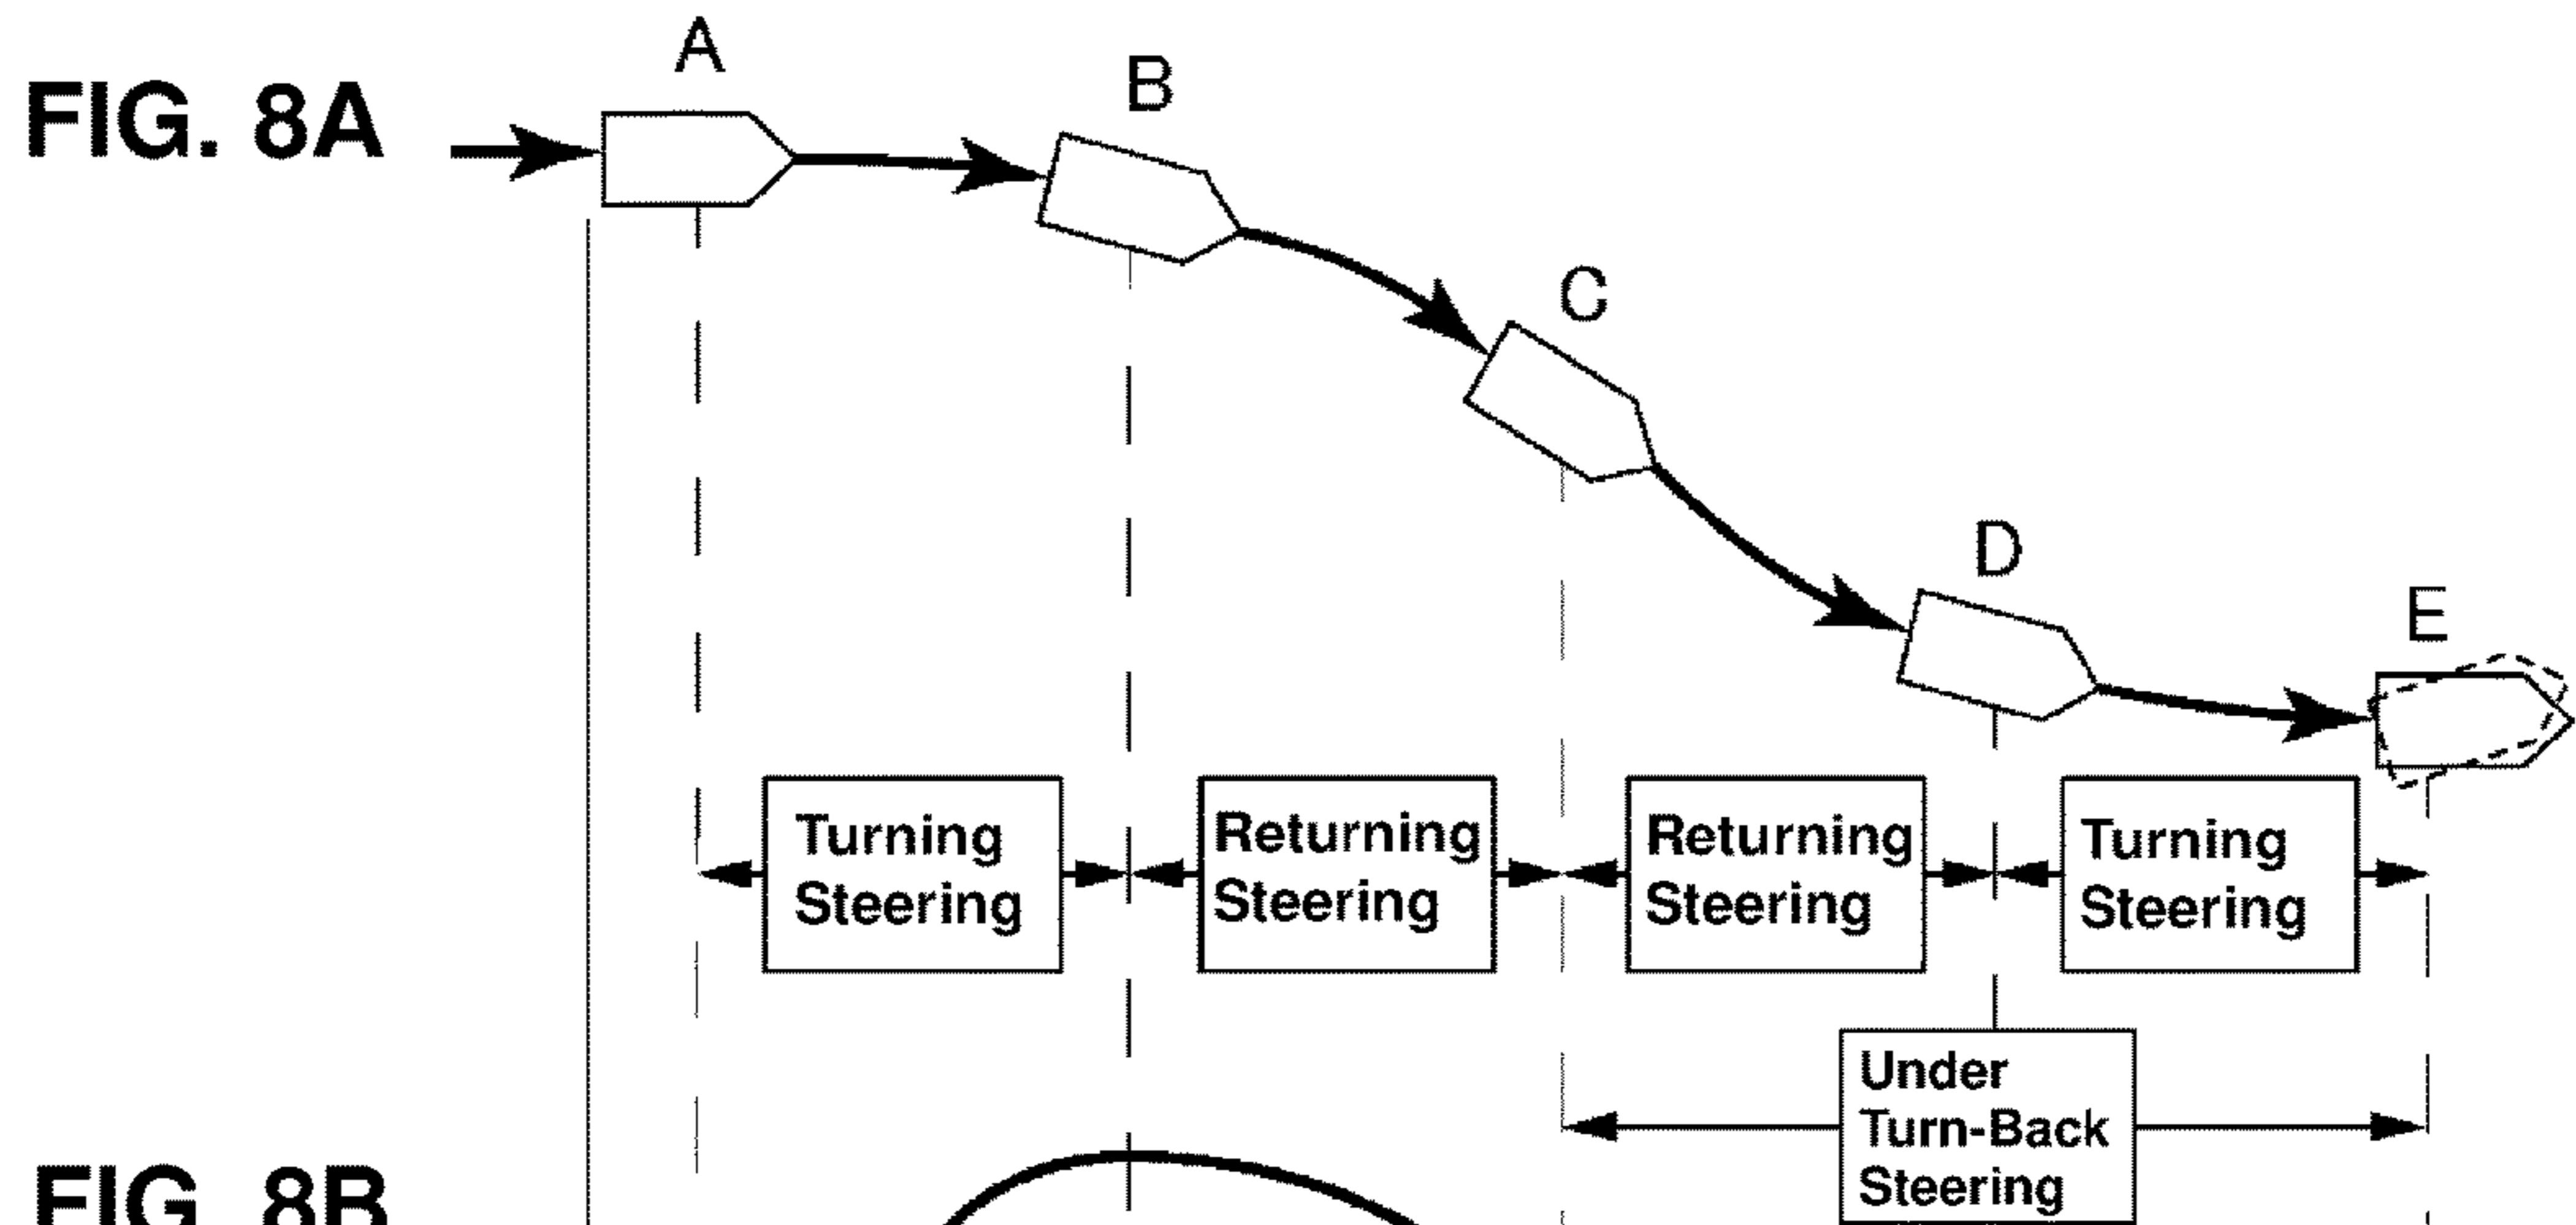 FIG. 8A
A
B
C
D
E
Turning
Steering
Returning
Steering
Returning
Steering
Turning
Steering
Under
Turn-Back
Steering
FIG. 8B